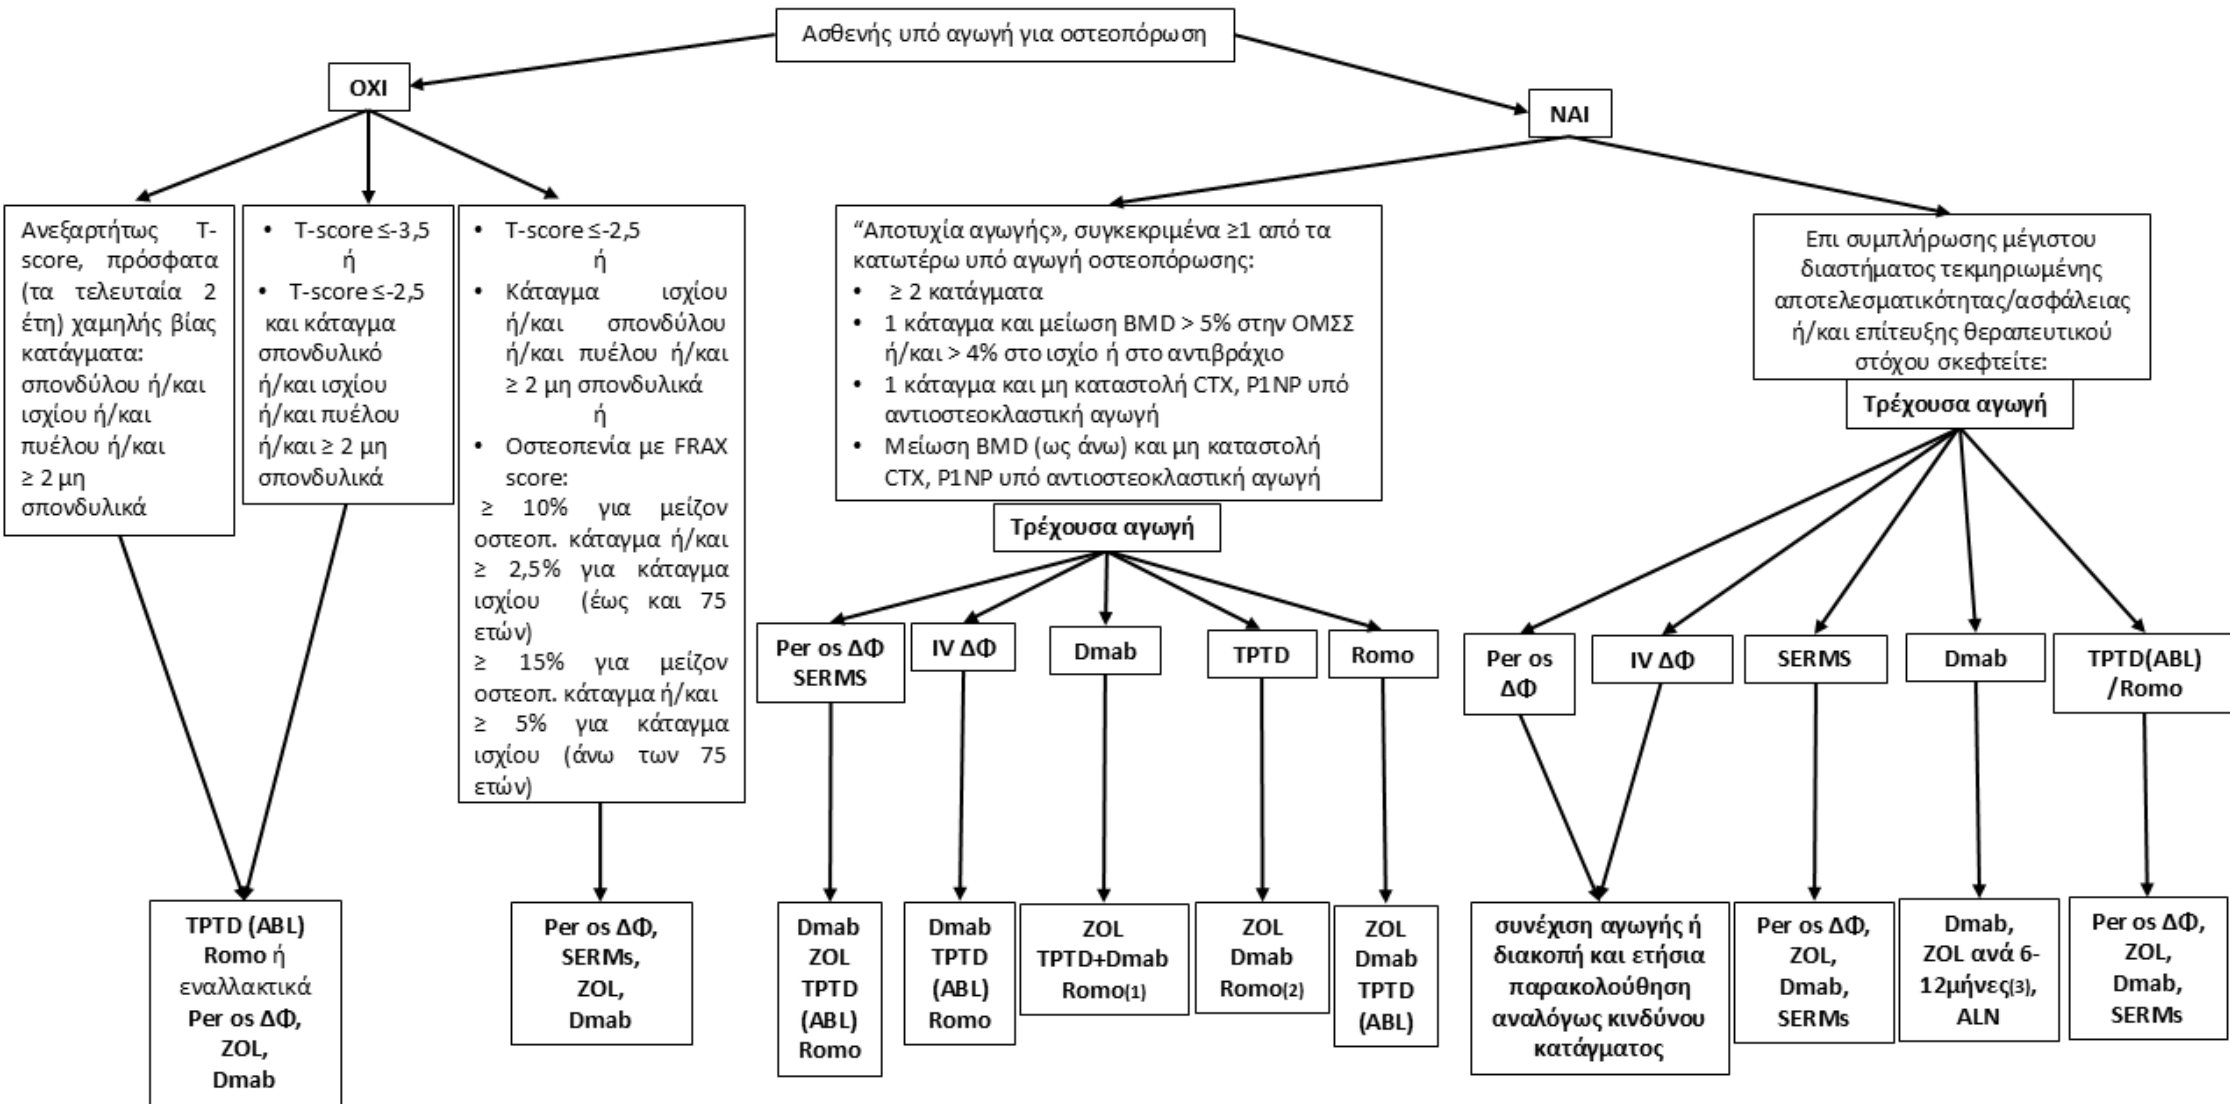 Ασθενής υπό αγωγή για οστεοπόρωση
ΟΧΙ
ΝΑΙ
Ανεξαρτήτως T-
score, πρόσφατα
(τα τελευταία 2
έτη) χαμηλής βίας
κατάγματα:
σπονδύλου ή/και
ισχίου ή/και
πυέλου ή/και
≥ 2 μη
σπονδυλικά
• T-score ≤-3,5
ή
• T-score ≤-2,5
και κάταγμα
σπονδυλικό
ή/και ισχίου
ή/και πυέλου
ή/και ≥ 2 μη
σπονδυλικά
• T-score ≤-2,5
ή
• Κάταγμα ισχίου
ή/και σπονδύλου
ή/και πυέλου ή/και
≥ 2 μη σπονδυλικά
ή
• Οστεοπενία με FRAX
score:
≥ 10% για μείζον
οστεοπ. κάταγμα ή/και
≥ 2,5% για κάταγμα
ισχίου (έως και 75
ετών)
≥ 15% για μείζον
οστεοπ. κάταγμα ή/και
≥ 5% για κάταγμα
ισχίου (άνω των 75
ετών)
“Αποτυχία αγωγής», συγκεκριμένα ≥1 από τα
κατωτέρω υπό αγωγή οστεοπόρωσης:
• ≥ 2 κατάγματα
• 1 κάταγμα και μείωση BMD > 5% στην ΟΜΣΣ
ή/και > 4% στο ισχίο ή στο αντιβράχιο
• 1 κάταγμα και μη καταστολή CTX, P1NP υπό
αντιοστεοκλαστική αγωγή
• Μείωση BMD (ως άνω) και μη καταστολή
CTX, P1NP υπό αντιοστεοκλαστική αγωγή
Επι συμπλήρωσης μέγιστου
διαστήματος τεκμηριωμένης
αποτελεσματικότητας/ασφάλειας
ή/και επίτευξης θεραπευτικού
στόχου σκεφτείτε:
Τρέχουσα αγωγή
Τρέχουσα αγωγή
Per os ΔΦ
SERMS
IV ΔΦ
Dmab
TPTD
Romo
Per os
ΔΦ
IV ΔΦ
SERMS
Dmab
TPTD(ABL)
/Romo
TPTD (ABL)
Romo ή
εναλλακτικά
Per os ΔΦ,
ZOL,
Dmab
Per os ΔΦ,
SERMs,
ZOL,
Dmab
Dmab
ZOL
TPTD
(ABL)
Romo
Dmab
TPTD
(ABL)
Romo
ZOL
TPTD+Dmab
Romo(1)
ZOL
Dmab
Romo(2)
ZOL
Dmab
TPTD
(ABL)
συνέχιση αγωγής ή
διακοπή και ετήσια
παρακολούθηση
αναλόγως κινδύνου
κατάγματος
Per os ΔΦ,
ZOL,
Dmab,
SERMs
Dmab,
ZOL ανά 6-
12μήνες(3),
ALN
Per os ΔΦ,
ZOL,
Dmab,
SERMs